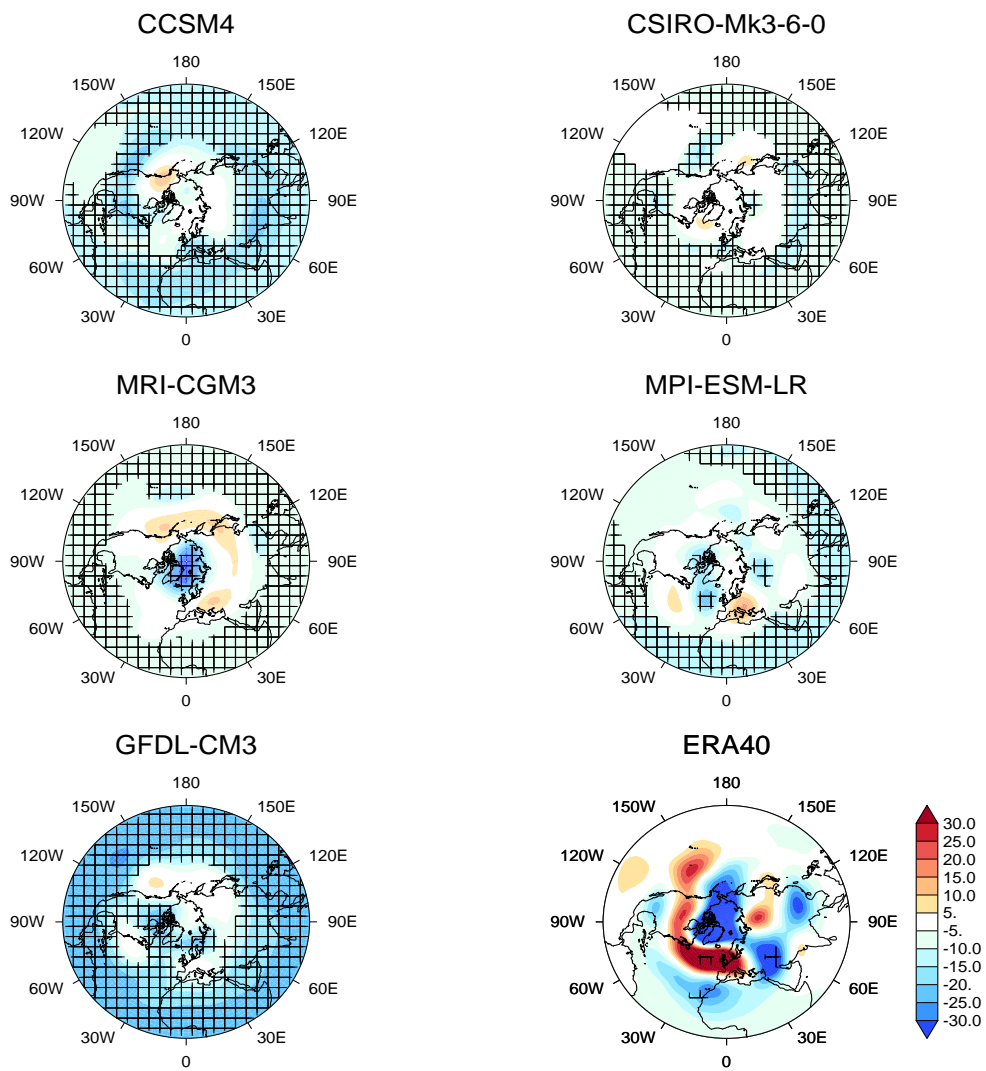 CCSM4
180
150W 150E
120W 120E
90W 90E
60W 60E
30W 30E
0
CSIRO-Mk3-6-0
180
150W 150E
120W 120E
90W 90E
60W 60E
30W 30E
0
MRI-CGM3
180
150W 150E
120W 120E
90W 90E
60W 60E
30W 30E
0
MPI-ESM-LR
180
150W 150E
120W 120E
90W 90E
60W 60E
30W 30E
0
GFDL-CM3
180
150W 150E
120W 120E
90W 90E
60W 60E
30W 30E
0
ERA40
180
150W 150E
120W 120E
90W 90E
60W 60E
30W 30E
0
30.0
25.0
20.0
15.0
10.0
5.
-5.
-10.0
-15.0
-20.
-25.0
-30.0